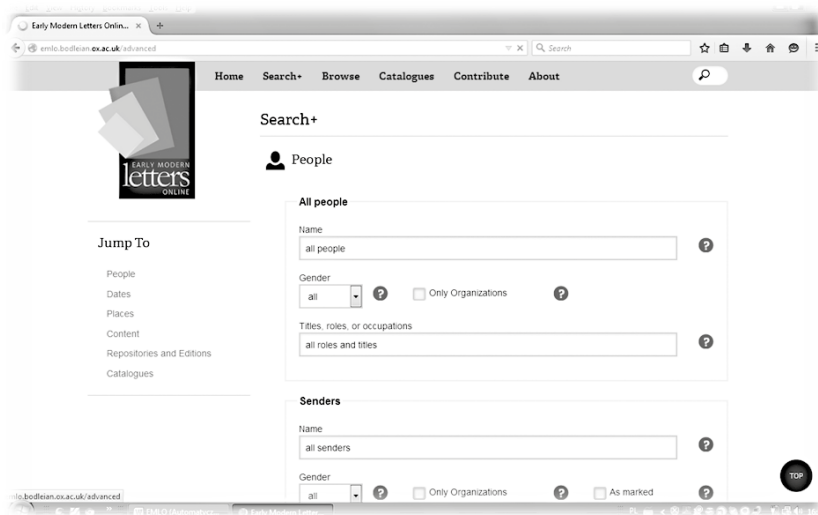 Early Modern Letters Onlin... × +
emlo.bodleian.ox.ac.uk/advanced
Search
Home Search+ Browse Catalogues Contribute About
EARLY MODERN
letters
ONLINE
Search+
People
All people
Name
all people
?
Gender
all
? Only Organizations ?
Titles, roles, or occupations
all roles and titles
?
Jump To
People
Dates
Places
Content
Repositories and Editions
Catalogues
Senders
Name
all senders
?
Gender
all
? Only Organizations ? As marked ?
TOP
mlo.bodleian.ox.ac.uk/advanced
PL